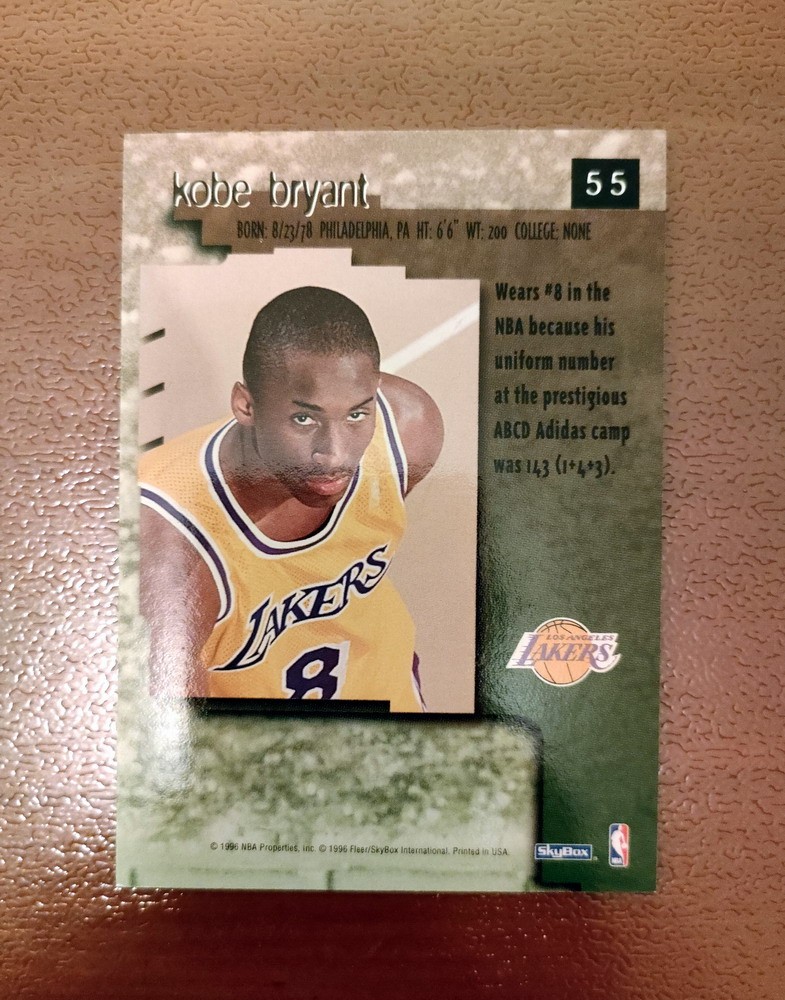 kobe bryant
55
BORN: 8/23/78 PHILADELPHIA, PA HT: 6'6" WT: 200 COLLEGE: NONE
Wears #8 in the
NBA because his
uniform number
at the prestigious
ABCD Adidas camp
was 143 (1+4+3).
LAKERS
8
LOS ANGELES
LAKERS
© 1996 NBA Properties, Inc. © 1996 Fleer/SkyBox International. Printed in USA.
SkyBox
NBA